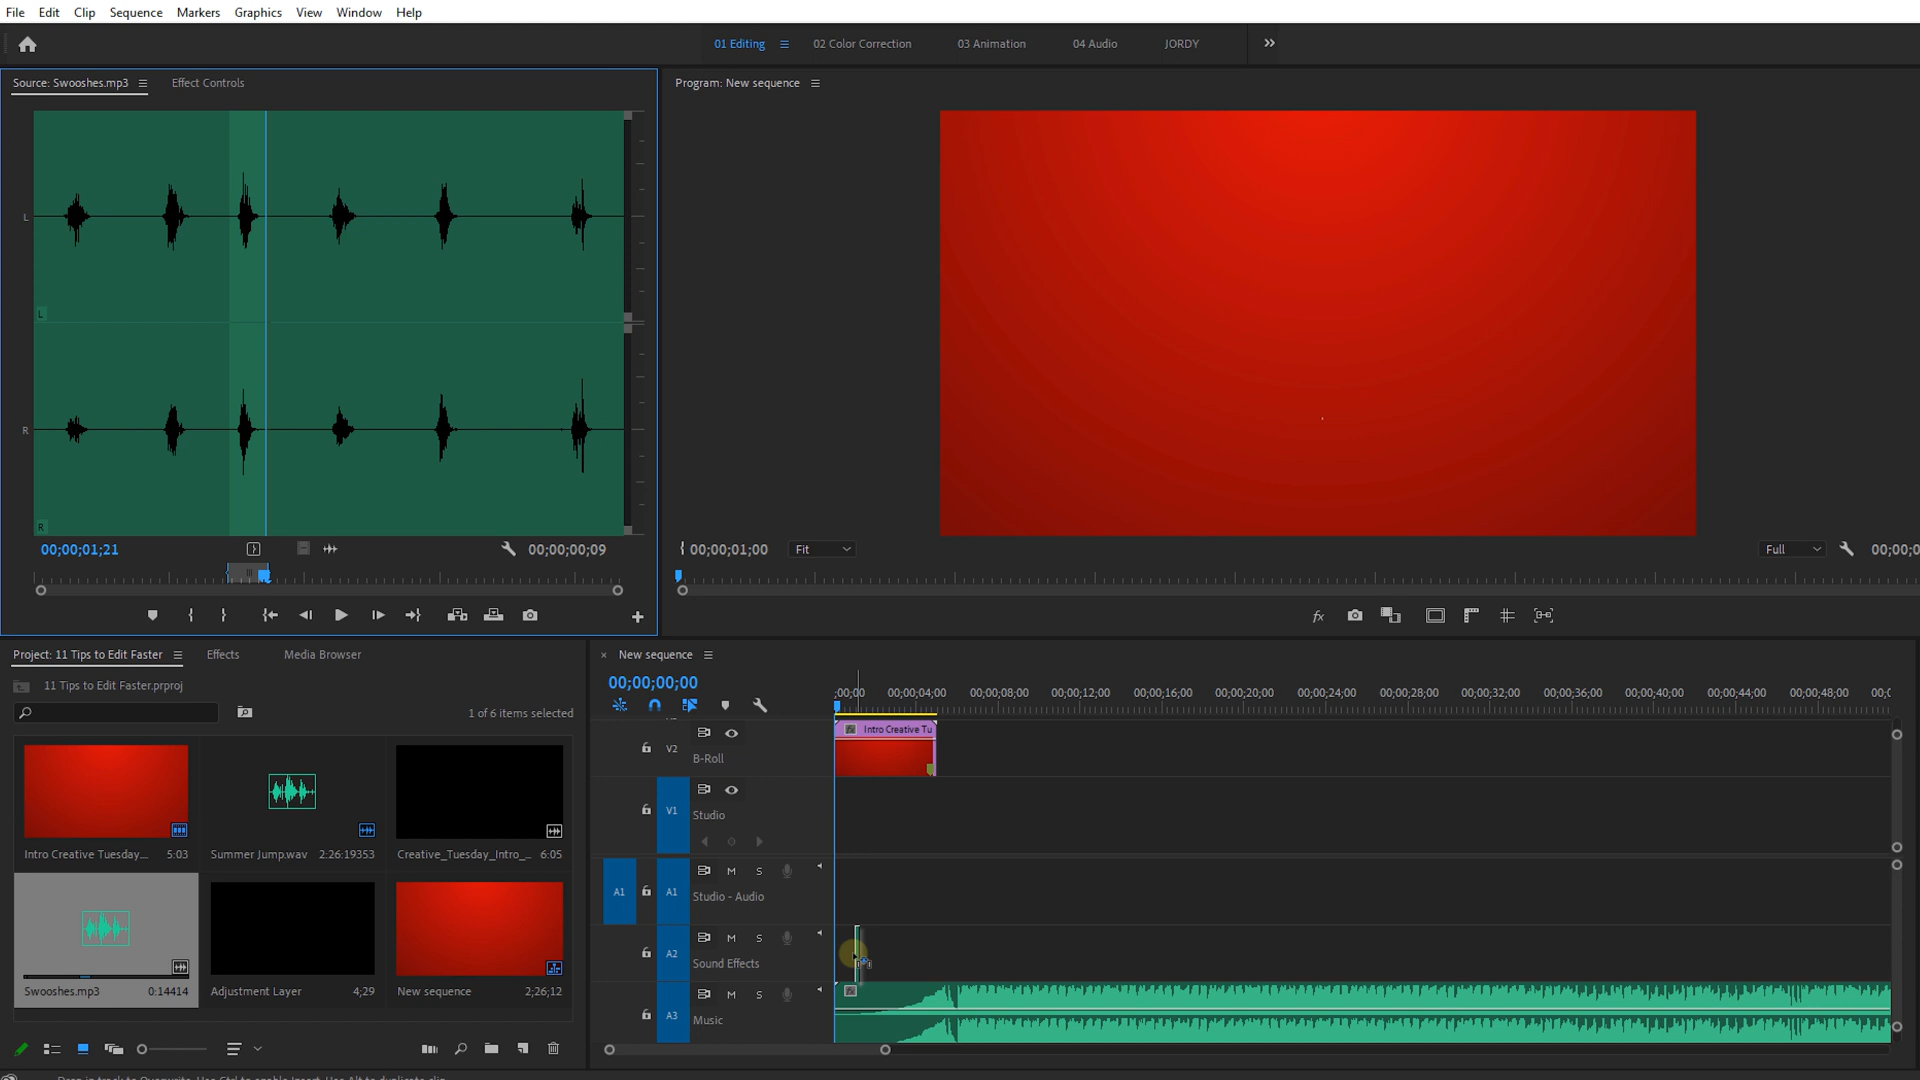 File Edit Clip Sequence Markers Graphics View Window Help
01 Editing 02 Color Correction 03 Animation 04 Audio JORDY
Source: Swooshes.mp3 Effect Controls
Program: New sequence
L
L
R
R
00;00;01;21 00;00;00;09
00;00;01;00 Fit Full 00;00;0
Project: 11 Tips to Edit Faster Effects Media Browser
11 Tips to Edit Faster.prproj
1 of 6 items selected
Intro Creative Tuesday... 5:03
Summer Jump.wav 2:26:19353
Creative_Tuesday_Intro_... 6:05
Swooshes.mp3 0:14414
Adjustment Layer 4;29
New sequence 2;26;12
× New sequence
00;00;00;00
;00;00 00;00;04;00 00;00;08;00 00;00;12;00 00;00;16;00 00;00;20;00 00;00;24;00 00;00;28;00 00;00;32;00 00;00;36;00 00;00;40;00 00;00;44;00 00;00;48;00 00;0
V2 B-Roll
Intro Creative Tu
V1 Studio
A1 A1 M S
Studio - Audio
A2 M S
Sound Effects
A3 M S
Music
fx